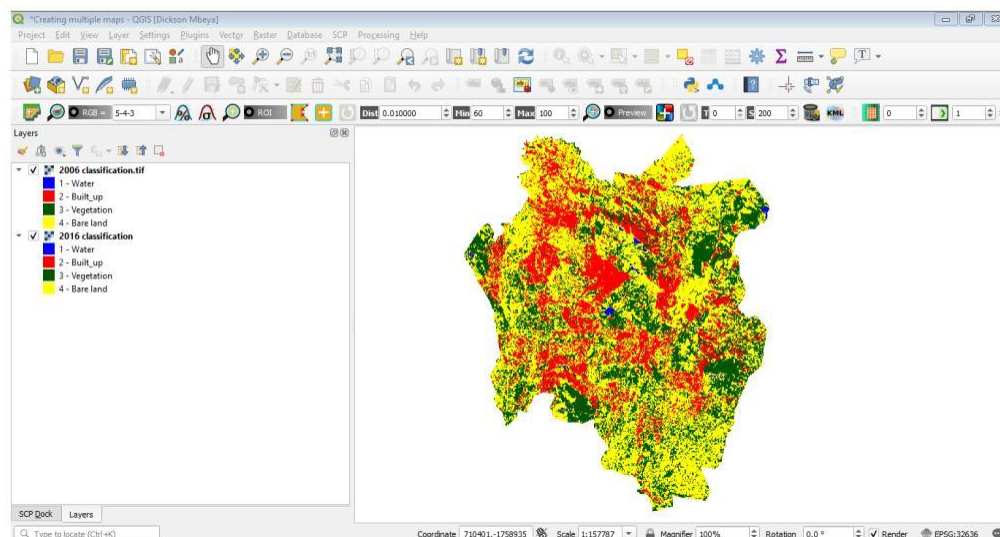 *Creating multiple maps - QGIS [Dickson Mbeya]
Project Edit View Layer Settings Plugins Vector Raster Database SCP Processing Help
RGB = 5-4-3 ROI Dist 0.010000 Min 60 Max 100 Preview T 0 S 200 KML 0 1
Layers
2006 classification.tif
1 - Water
2 - Built_up
3 - Vegetation
4 - Bare land
2016 classification
1 - Water
2 - Built_up
3 - Vegetation
4 - Bare land
SCP Dock Layers
Type to locate (Ctrl+K) Coordinate 710401,-1758935 Scale 1:157787 Magnifier 100% Rotation 0.0 ° Render EPSG:32636